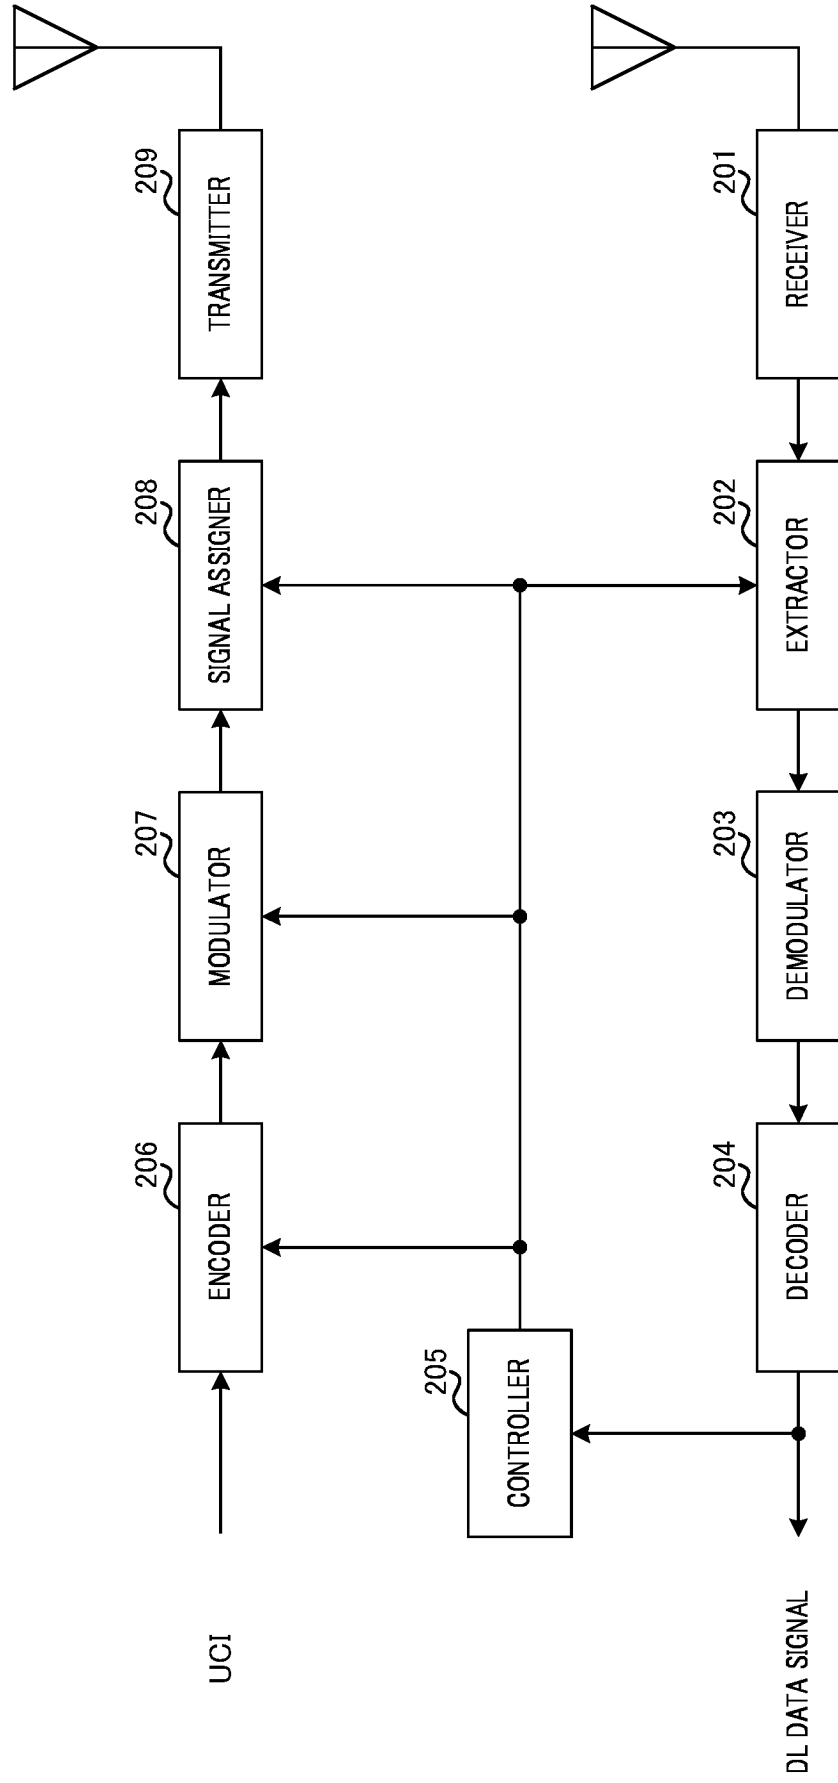 209
TRANSMITTER
201
RECEIVER
208
SIGNAL ASSIGNER
202
EXTRACTOR
207
MODULATOR
203
DEMODULATOR
206
ENCODER
204
DECODER
205
CONTROLLER
UCI
DL DATA SIGNAL